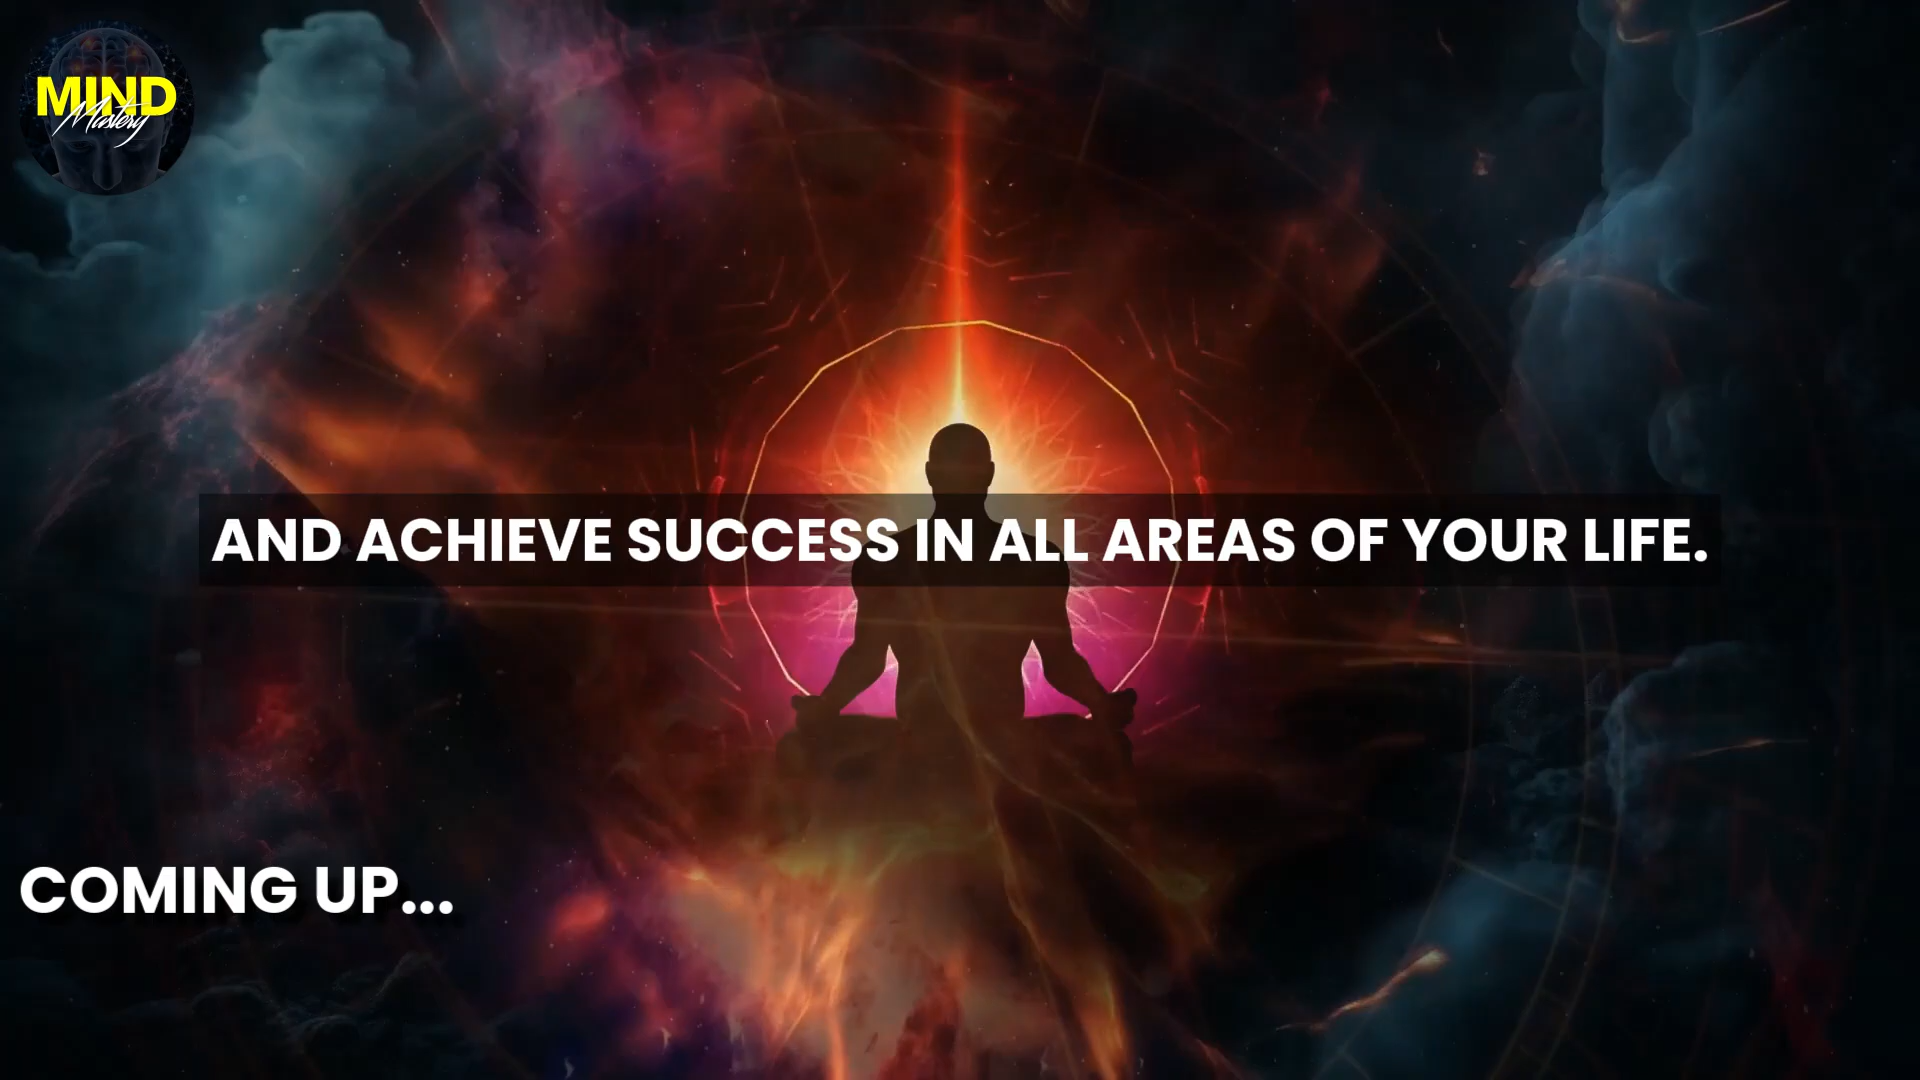 MIND
Mastery
AND ACHIEVE SUCCESS IN ALL AREAS OF YOUR LIFE.
COMING UP...